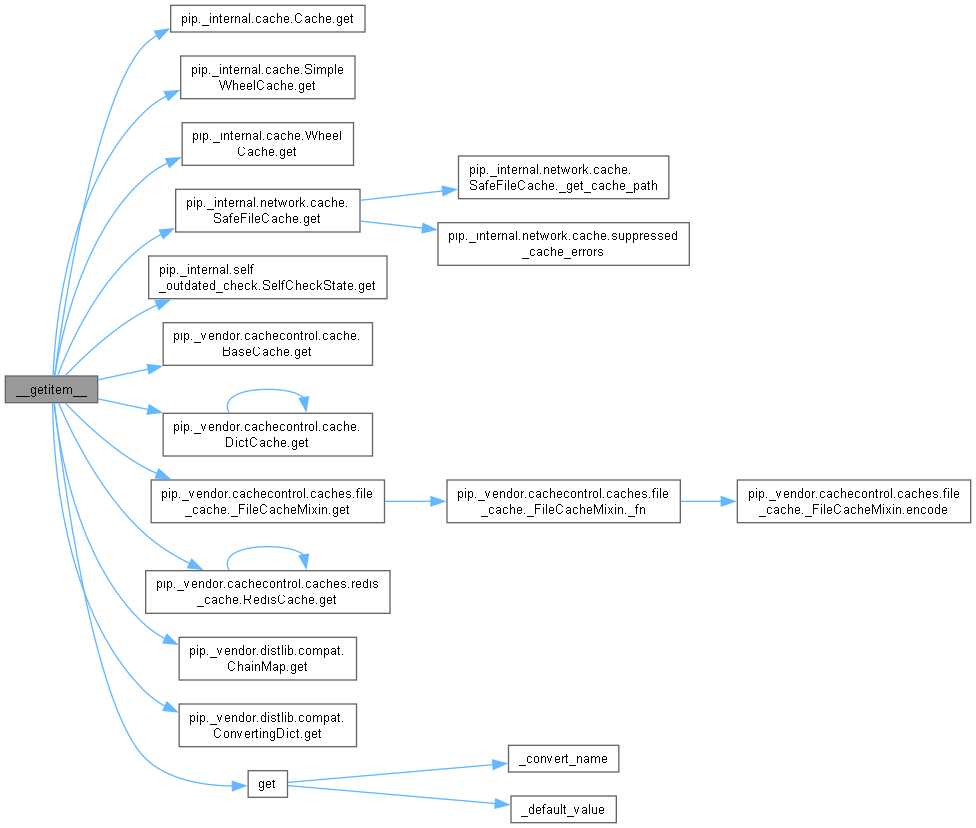 pip._internal.cache.Cache.get
pip._internal.cache.Simple
WheelCache.get
pip._internal.cache.Wheel
Cache.get
pip._internal.network.cache.
SafeFileCache.get
pip._internal.network.cache.
SafeFileCache._get_cache_path
pip._internal.network.cache.suppressed
_cache_errors
pip._internal.self
_outdated_check.SelfCheckState.get
pip._vendor.cachecontrol.cache.
BaseCache.get
__getitem__
pip._vendor.cachecontrol.cache.
DictCache.get
pip._vendor.cachecontrol.caches.file
_cache._FileCacheMixin.get
pip._vendor.cachecontrol.caches.file
_cache._FileCacheMixin._fn
pip._vendor.cachecontrol.caches.file
_cache._FileCacheMixin.encode
pip._vendor.cachecontrol.caches.redis
_cache.RedisCache.get
pip._vendor.distlib.compat.
ChainMap.get
pip._vendor.distlib.compat.
ConvertingDict.get
get
_convert_name
_default_value